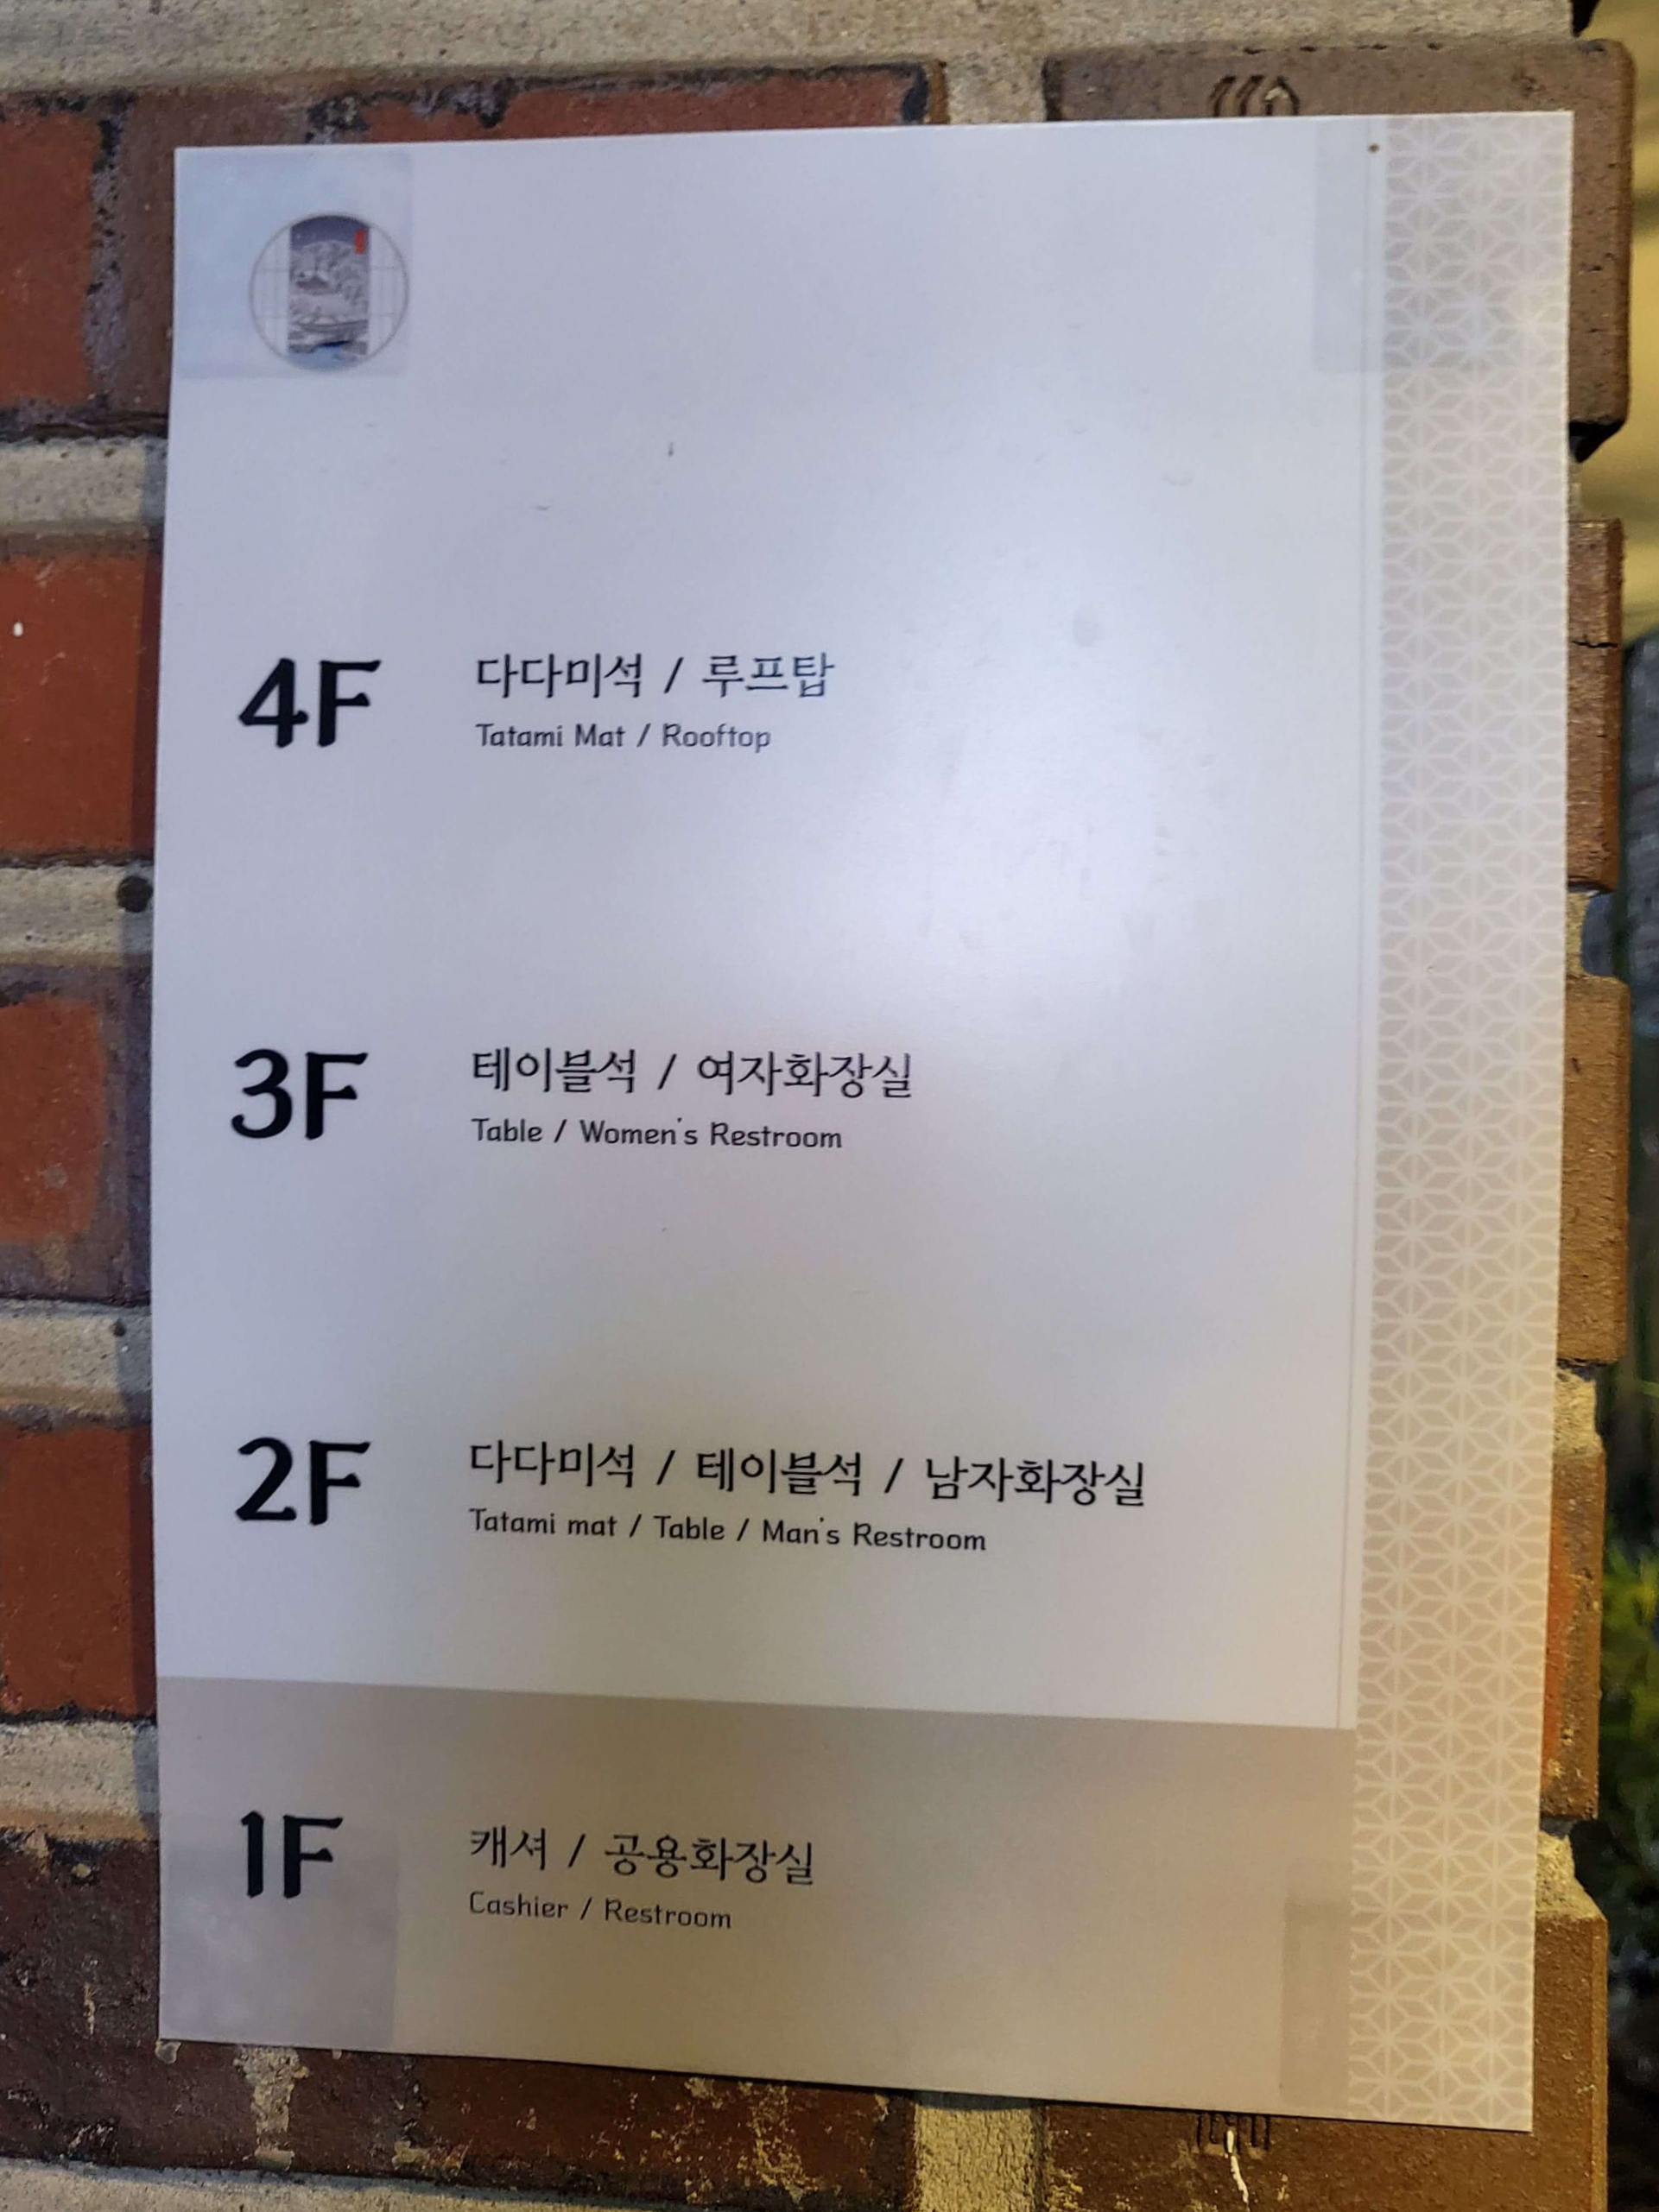 4F
다다미석 / 루프탑
Tatami Mat / Rooftop
3F
테이블석 / 여자화장실
Table / Women's Restroom
2F
다다미석 / 테이블석 / 남자화장실
Tatami mat / Table / Man's Restroom
1F
캐셔 / 공용화장실
Cashier / Restroom